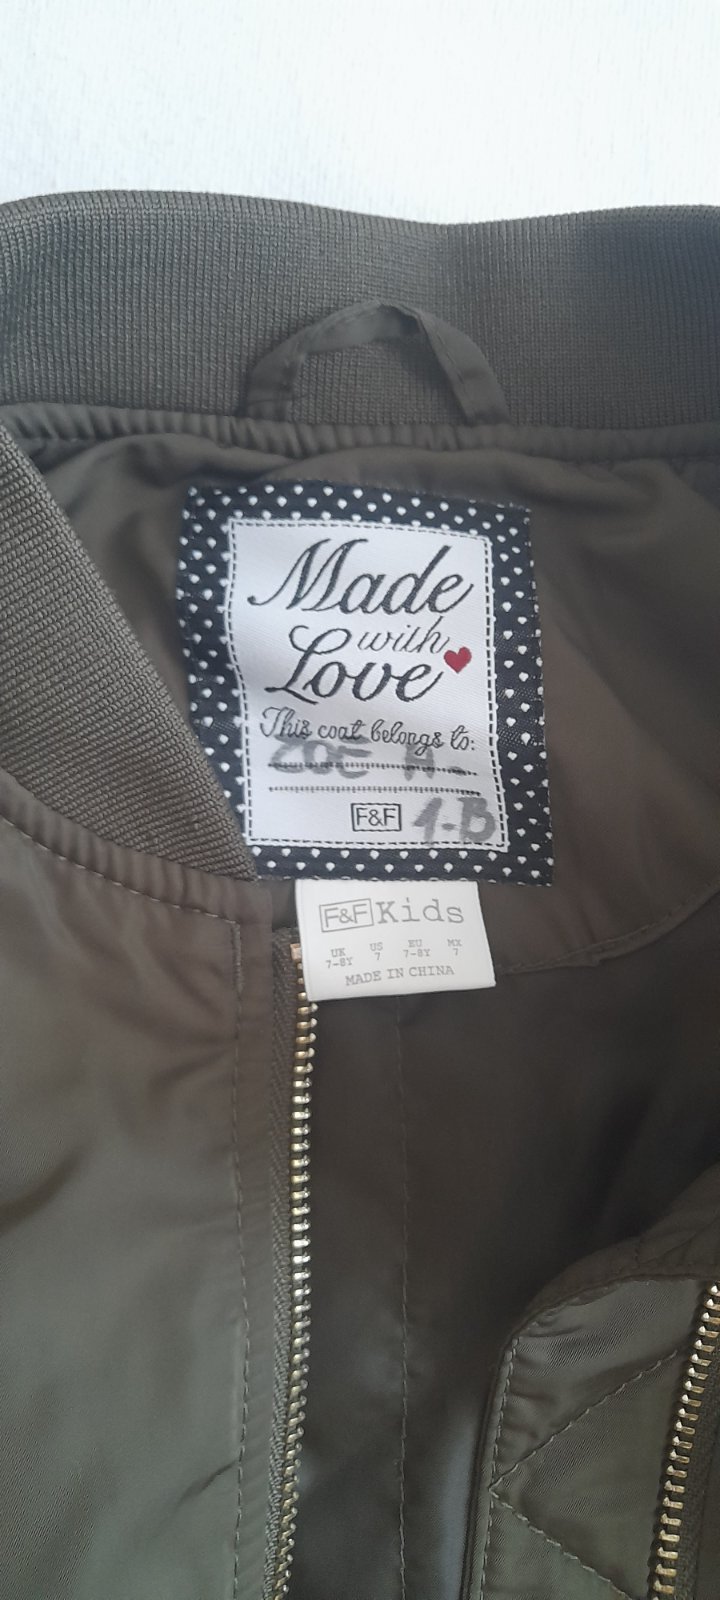 Made
with
Love
This coat belongs to:
ZOE H.
F&F 1.B
F&F Kids
UK US EU MX
7-8Y 7 7-8Y 7
MADE IN CHINA